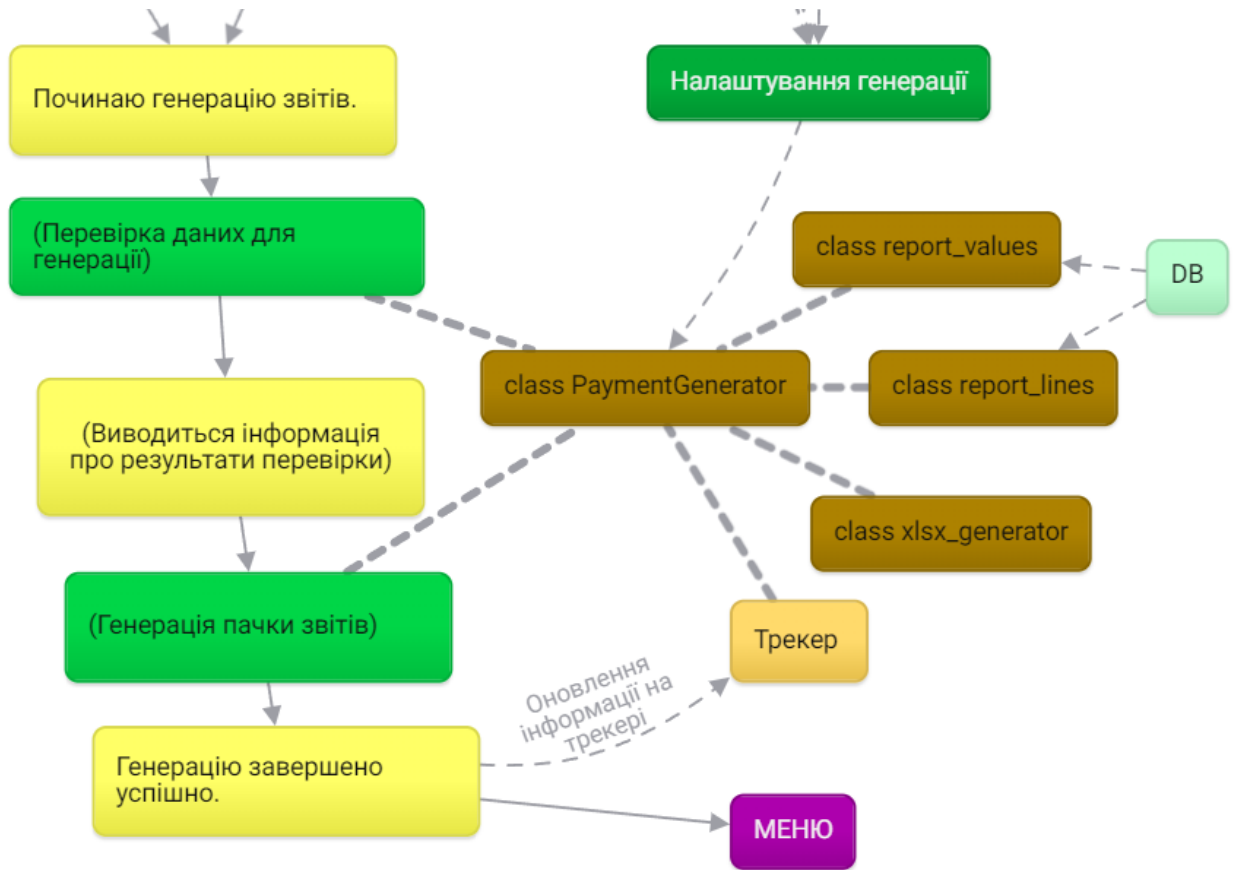 Починаю генерацію звітів.
Налаштування генерації
(Перевірка даних для
генерації)
class report_values
DB
class PaymentGenerator
class report_lines
(Виводиться інформація
про результати перевірки)
class xlsx_generator
(Генерація пачки звітів)
Трекер
Оновлення
інформації на
трекері
Генерацію завершено
успішно.
МЕНЮ